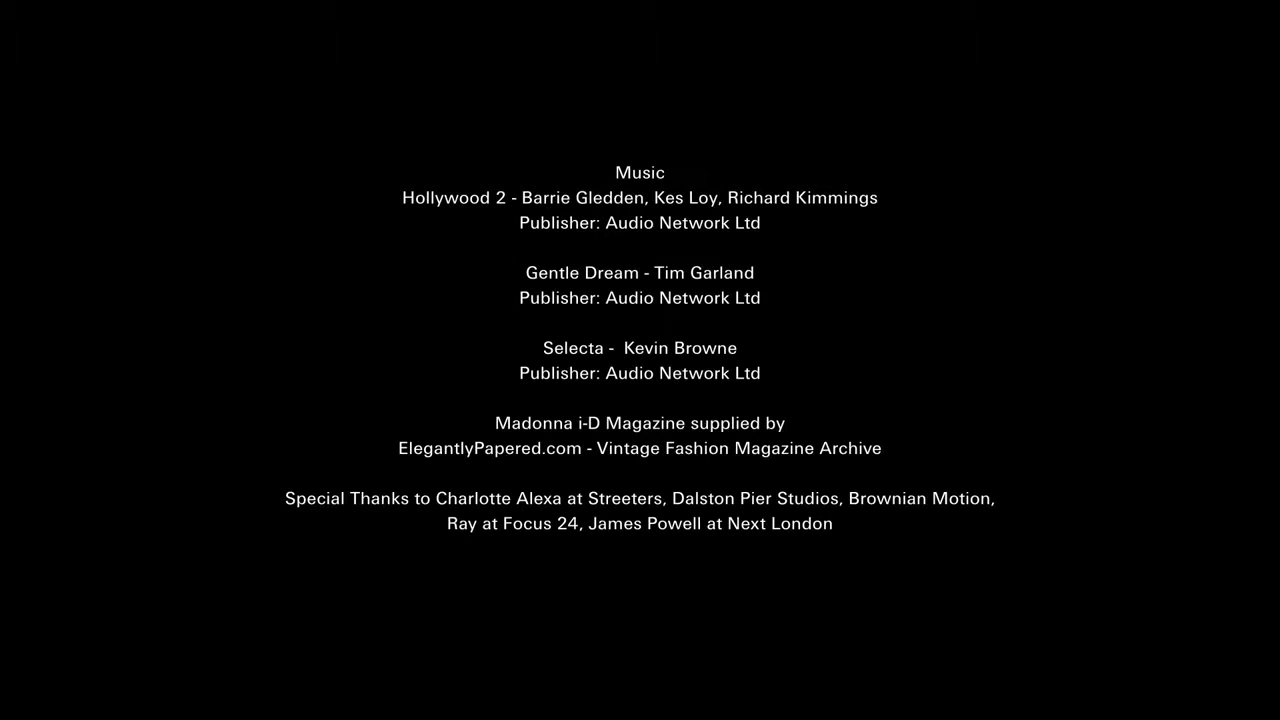 Music
Hollywood 2 - Barrie Gledden, Kes Loy, Richard Kimmings
Publisher: Audio Network Ltd
Gentle Dream - Tim Garland
Publisher: Audio Network Ltd
Selecta -  Kevin Browne
Publisher: Audio Network Ltd
Madonna i-D Magazine supplied by
ElegantlyPapered.com - Vintage Fashion Magazine Archive
Special Thanks to Charlotte Alexa at Streeters, Dalston Pier Studios, Brownian Motion,
Ray at Focus 24, James Powell at Next London